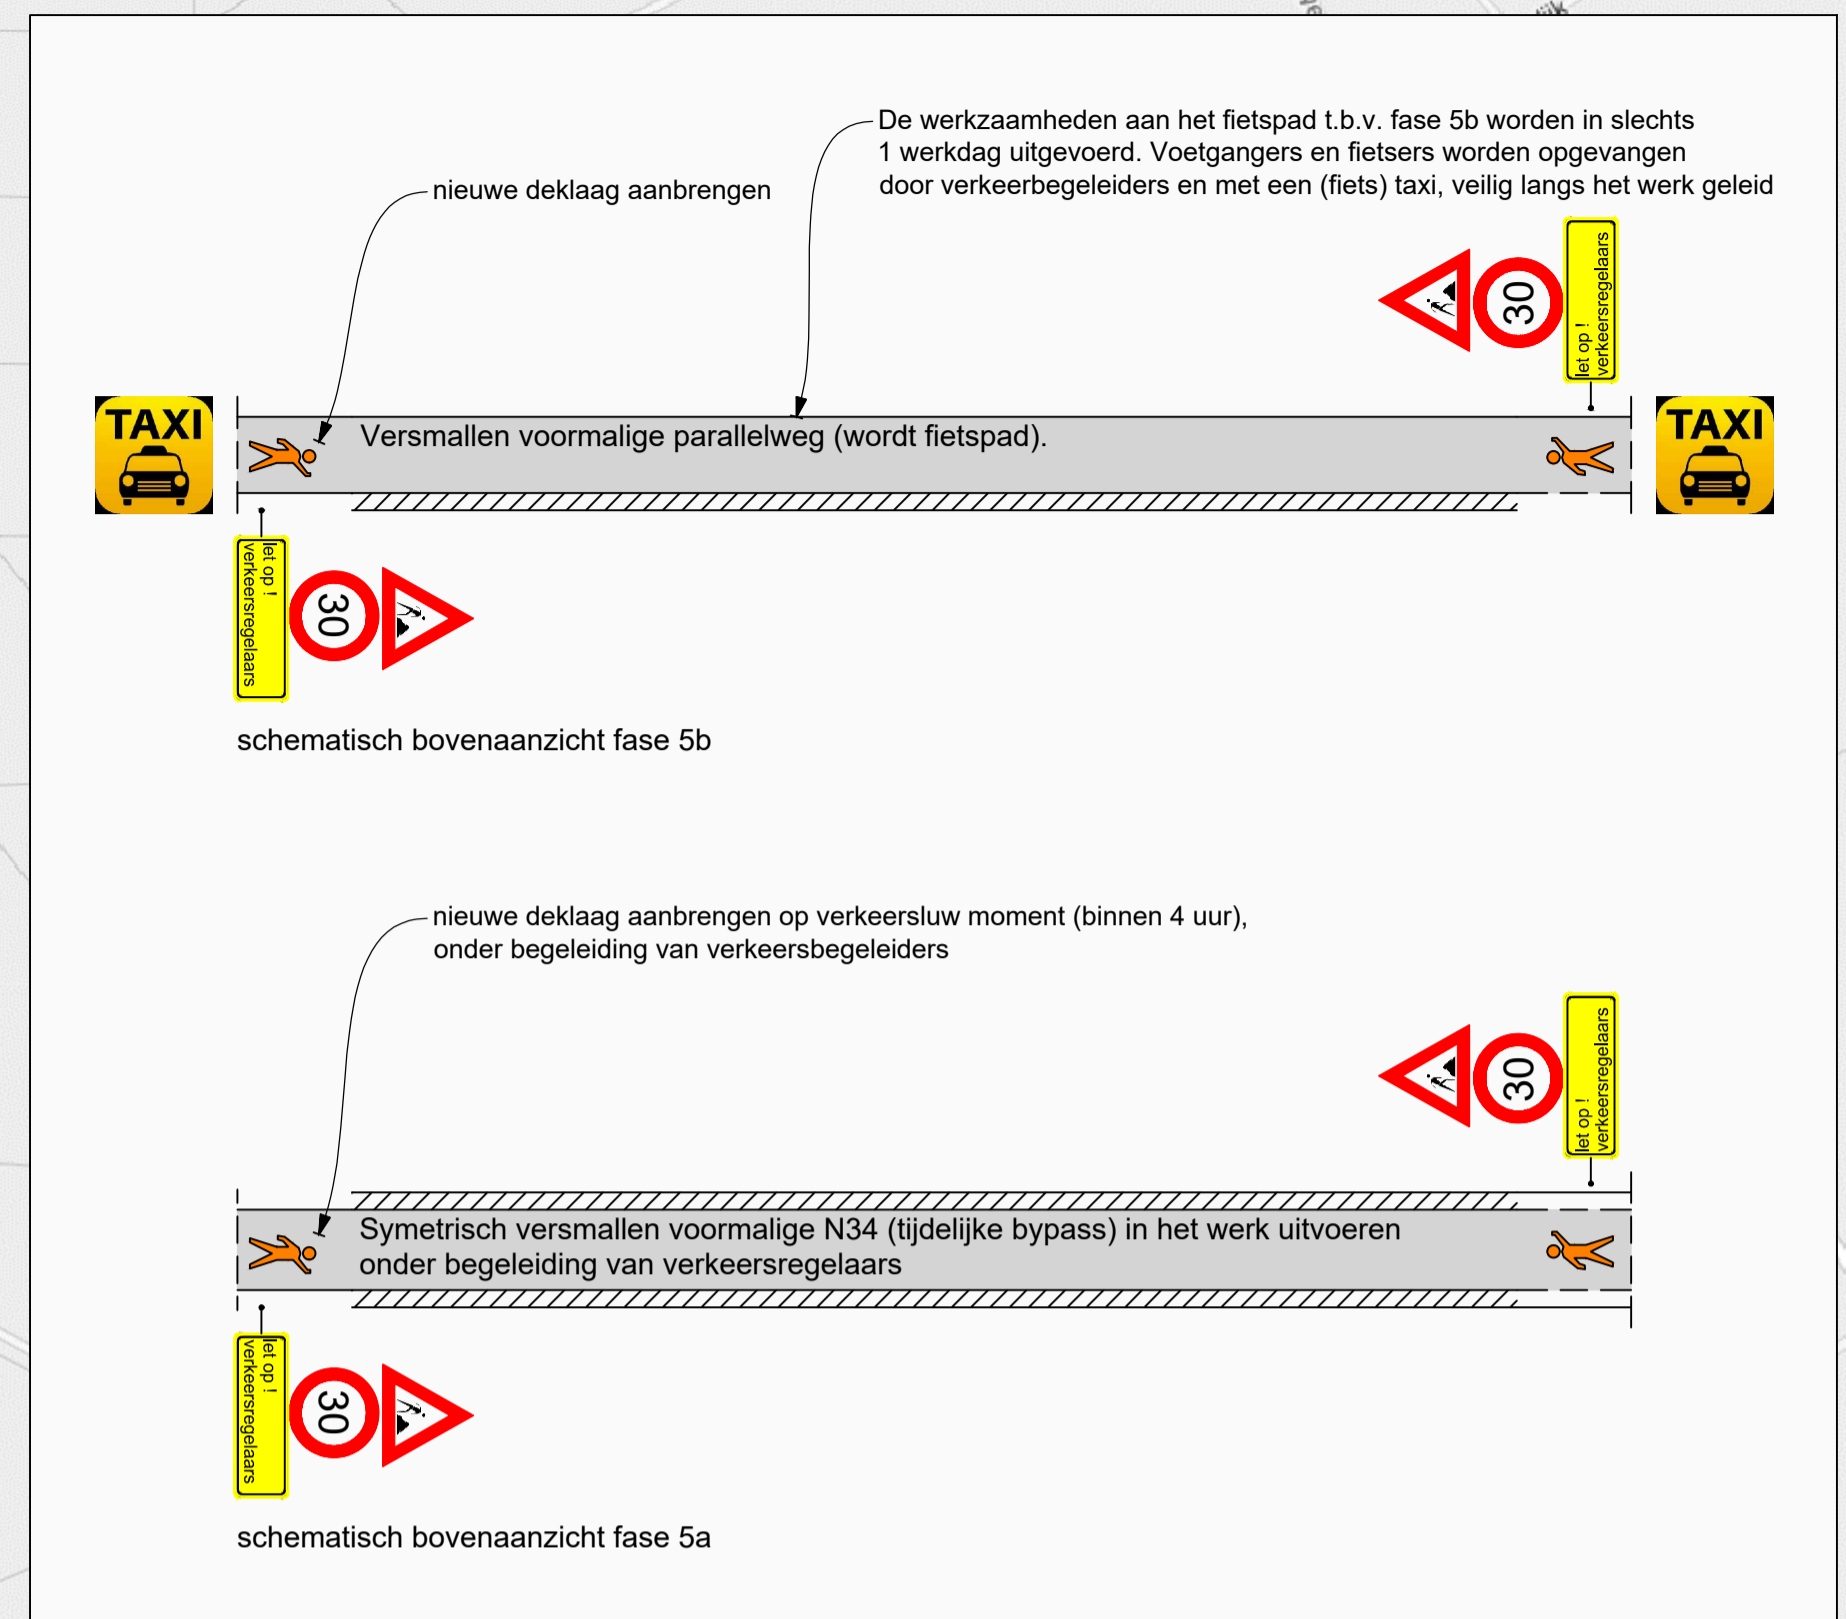 De werkzaamheden aan het fietspad t.b.v. fase 5b worden in slechts
1 werkdag uitgevoerd. Voetgangers en fietsers worden opgevangen
door verkeerbegeleiders en met een (fiets) taxi, veilig langs het werk geleid
nieuwe deklaag aanbrengen
30
let op !
verkeersregelaars
TAXI
Versmallen voormalige parallelweg (wordt fietspad).
TAXI
let op !
verkeersregelaars
30
schematisch bovenaanzicht fase 5b
nieuwe deklaag aanbrengen op verkeersluw moment (binnen 4 uur),
onder begeleiding van verkeersbegeleiders
30
let op !
verkeersregelaars
Symetrisch versmallen voormalige N34 (tijdelijke bypass) in het werk uitvoeren
onder begeleiding van verkeersregelaars
let op !
verkeersregelaars
30
schematisch bovenaanzicht fase 5a